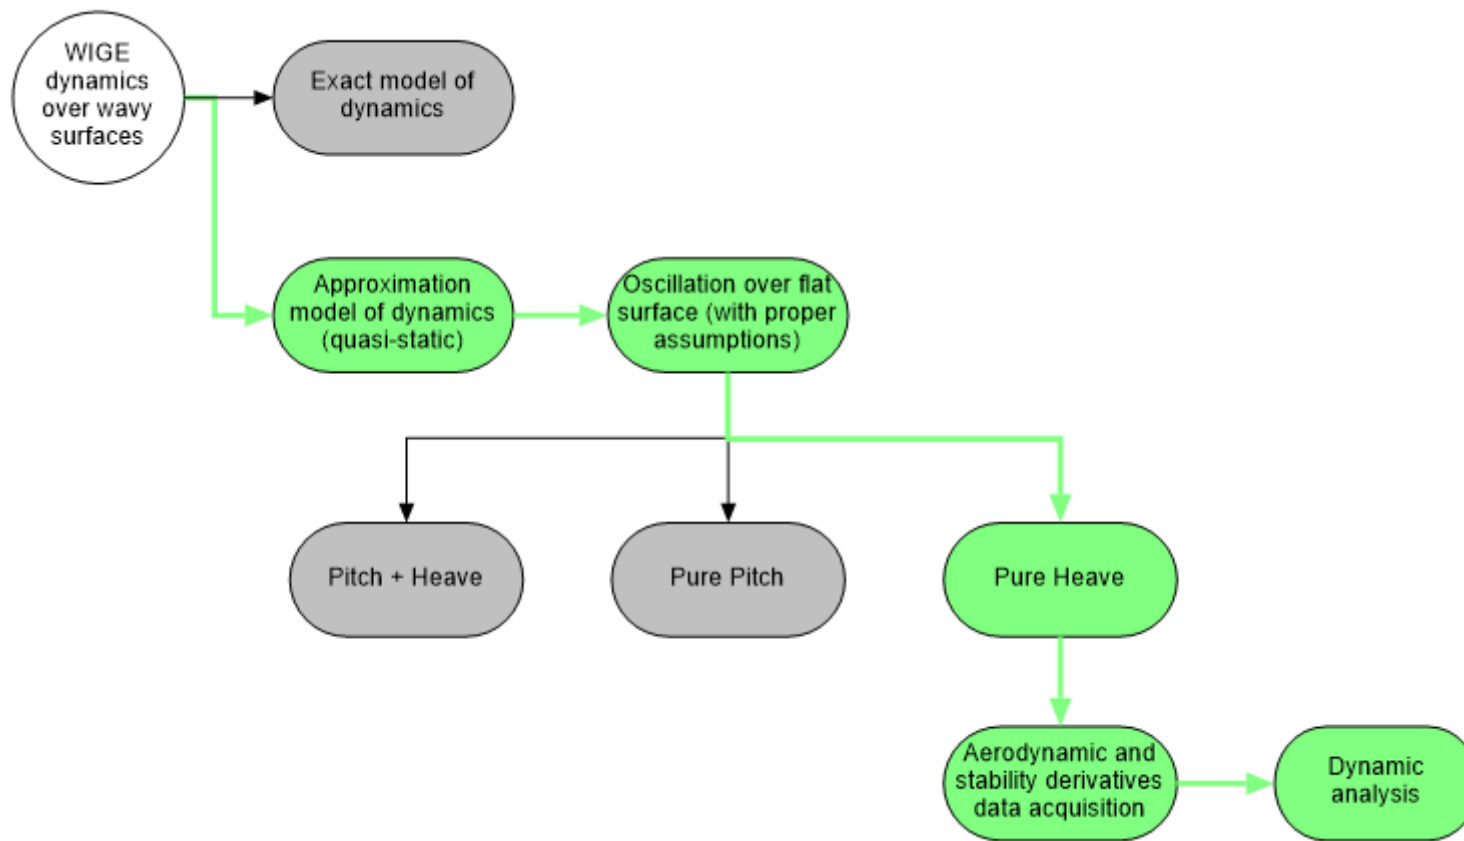 WIGE
dynamics
over wavy
surfaces
Exact model of
dynamics
Approximation
model of dynamics
(quasi-static)
Oscillation over flat
surface (with proper
assumptions)
Pitch + Heave
Pure Pitch
Pure Heave
Aerodynamic and
stability derivatives
data acquisition
Dynamic
analysis